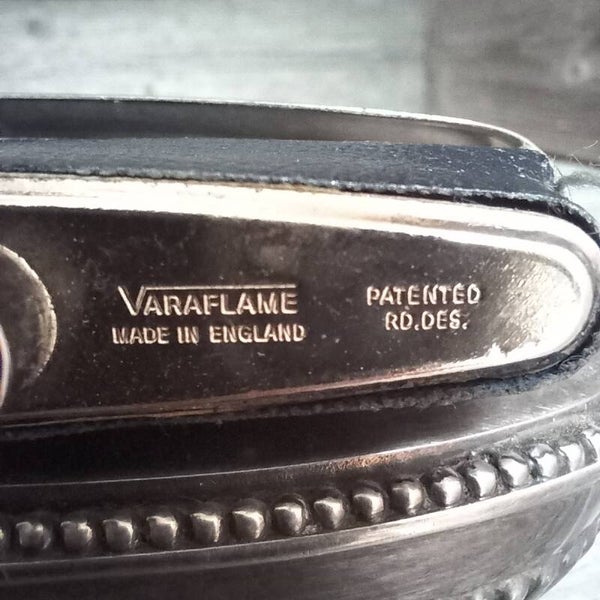 VARAFLAME
MADE IN ENGLAND
PATENTED
RD.DES.